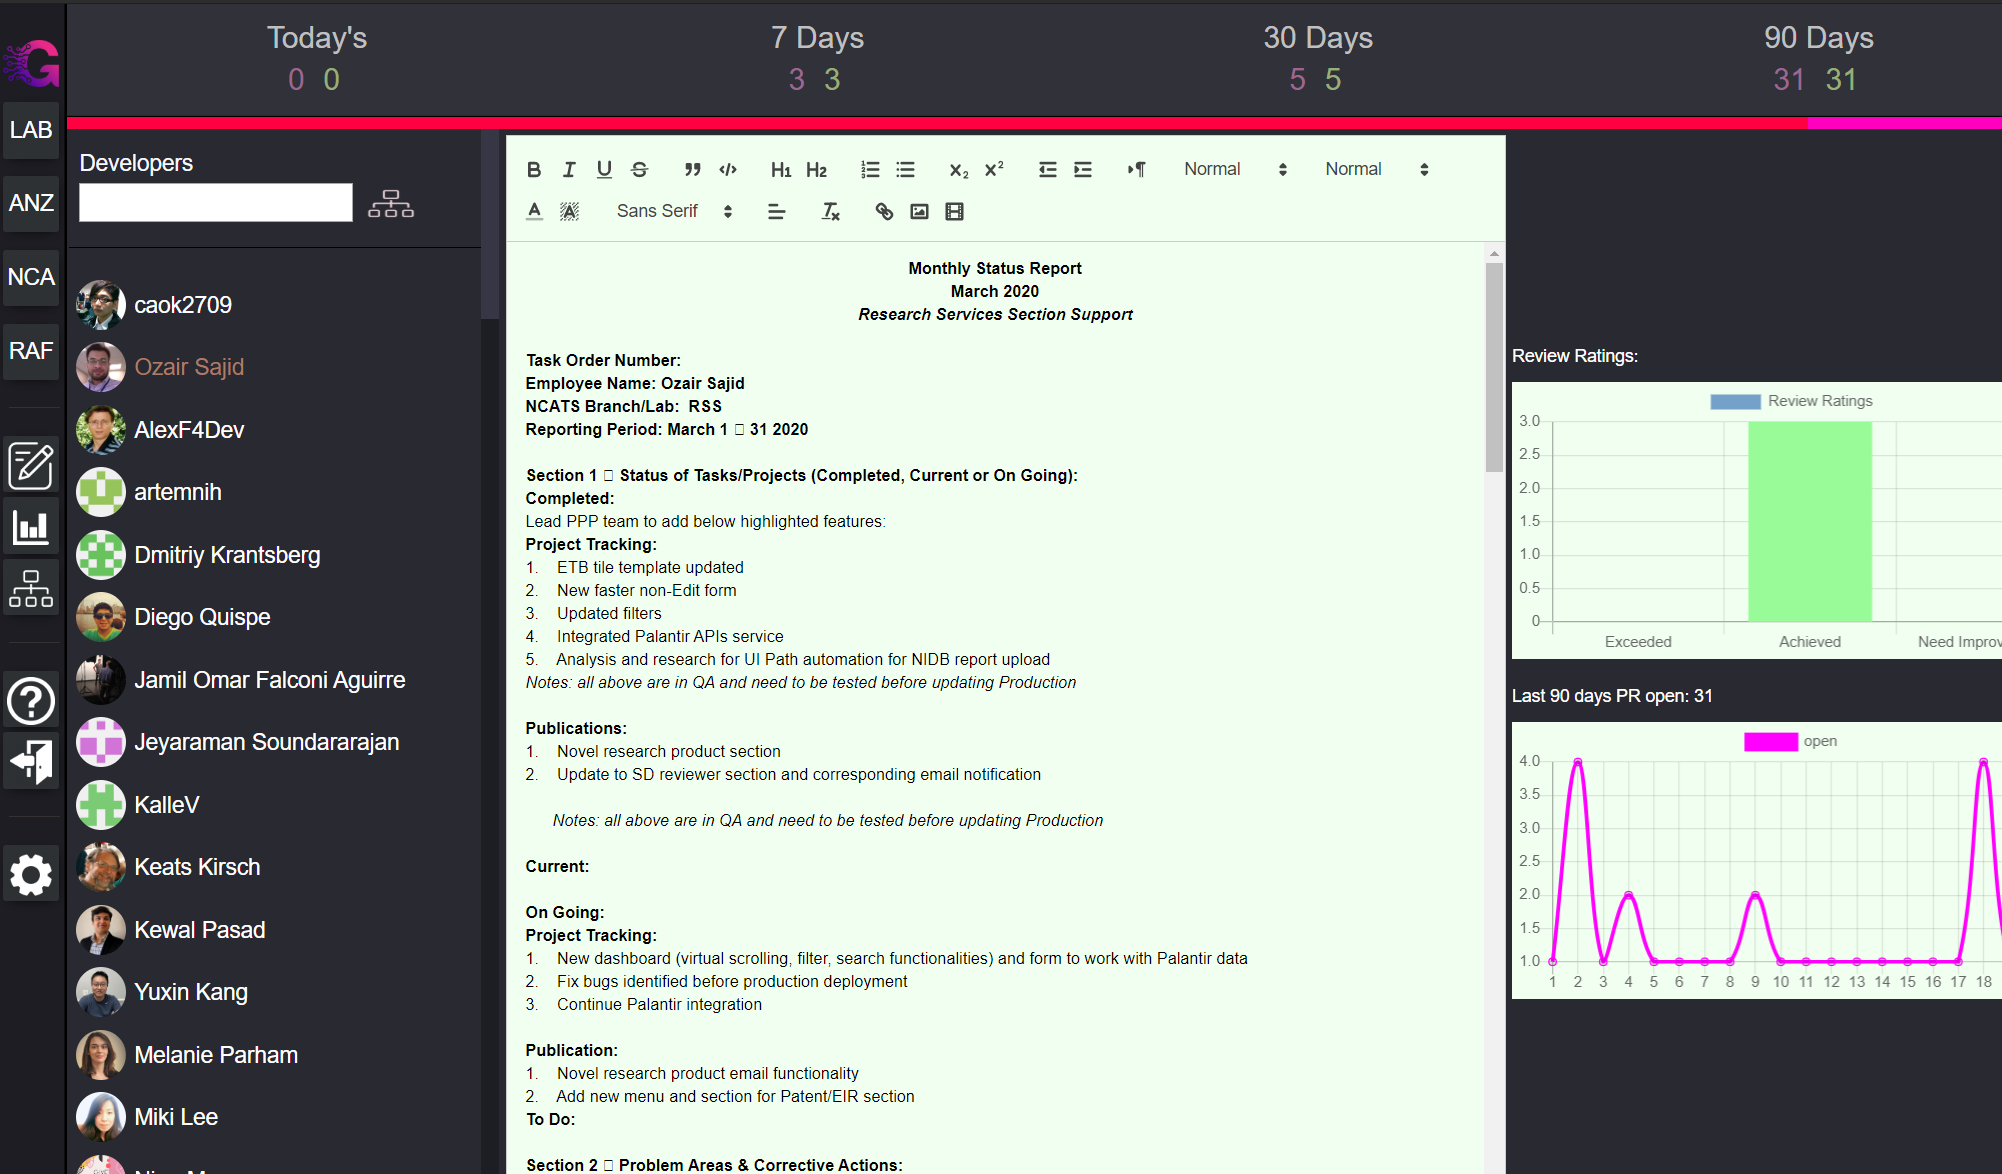 Today's
0 0
7 Days
3 3
30 Days
5 5
90 Days
31 31
LAB
ANZ
NCA
RAF
Developers
caok2709
Ozair Sajid
AlexF4Dev
artemnih
Dmitriy Krantsberg
Diego Quispe
Jamil Omar Falconi Aguirre
Jeyaraman Soundararajan
KalleV
Keats Kirsch
Kewal Pasad
Yuxin Kang
Melanie Parham
Miki Lee
Normal
Normal
Sans Serif
Monthly Status Report
March 2020
Research Services Section Support
Task Order Number:
Employee Name: Ozair Sajid
NCATS Branch/Lab: RSS
Reporting Period: March 1 31 2020
Section 1 Status of Tasks/Projects (Completed, Current or On Going):
Completed:
Lead PPP team to add below highlighted features:
Project Tracking:
1. ETB tile template updated
2. New faster non-Edit form
3. Updated filters
4. Integrated Palantir APIs service
5. Analysis and research for UI Path automation for NIDB report upload
Notes: all above are in QA and need to be tested before updating Production
Publications:
1. Novel research product section
2. Update to SD reviewer section and corresponding email notification
Notes: all above are in QA and need to be tested before updating Production
Current:
On Going:
Project Tracking:
1. New dashboard (virtual scrolling, filter, search functionalities) and form to work with Palantir data
2. Fix bugs identified before production deployment
3. Continue Palantir integration
Publication:
1. Novel research product email functionality
2. Add new menu and section for Patent/EIR section
To Do:
Section 2 Problem Areas & Corrective Actions:
Review Ratings:
Review Ratings
3.0
2.5
2.0
1.5
1.0
0.5
0
Exceeded Achieved Need Improv
Last 90 days PR open: 31
open
4.0
3.5
3.0
2.5
2.0
1.5
1.0
1 2 3 4 5 6 7 8 9 10 11 12 13 14 15 16 17 18